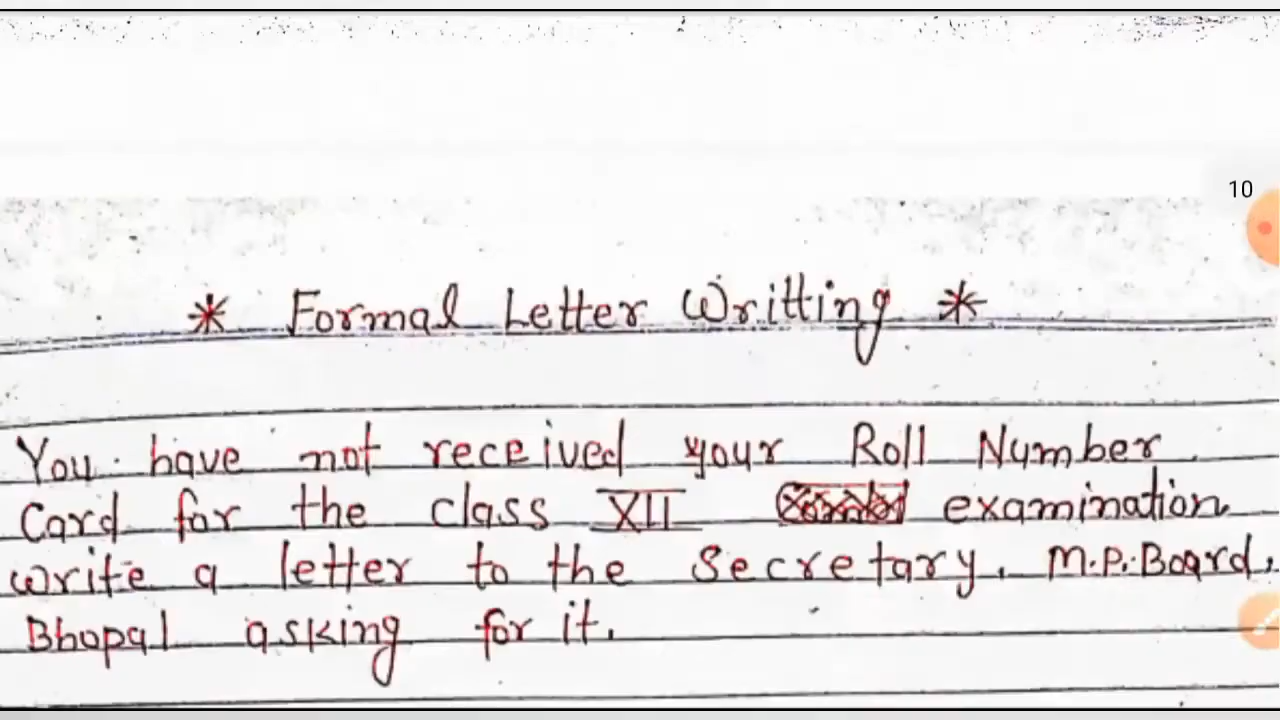 10
* Formal Letter Writting *
You have not received your Roll Number
Card for the class XII examination
write a letter to the Secretary, M.P. Board,
Bhopal asking for it.